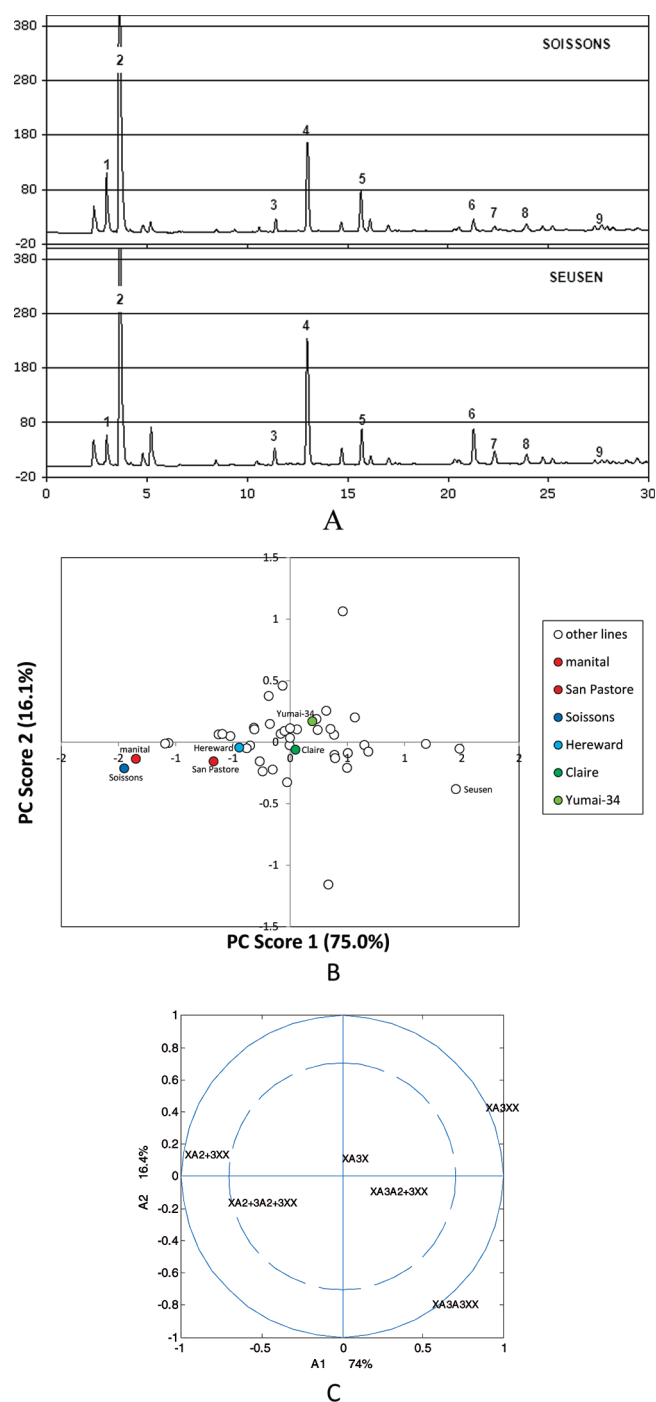 380
280
180
80
-20
SOISSONS
1
2
3
4
5
6
7
8
9
380
280
180
80
-20
SEUSEN
1
2
3
4
5
6
7
8
9
0 5 10 15 20 25 30
A
PC Score 2 (16.1%)
1.5
1
0.5
0
-0.5
-1
-1.5
-2 -2 -1 -1 0 1 1 2 2
Yumai-34
manital
Hereward
Claire
Soissons
San Pastore
Seusen
other lines
manital
San Pastore
Soissons
Hereward
Claire
Yumai-34
PC Score 1 (75.0%)
B
A2 16.4%
1
0.8
0.6
0.4
0.2
0
-0.2
-0.4
-0.6
-0.8
-1
XA3XX
XA2+3XX
XA3X
XA3A2+3XX
XA2+3A2+3XX
XA3A3XX
-1 -0.5 0 0.5 1
A1 74%
C